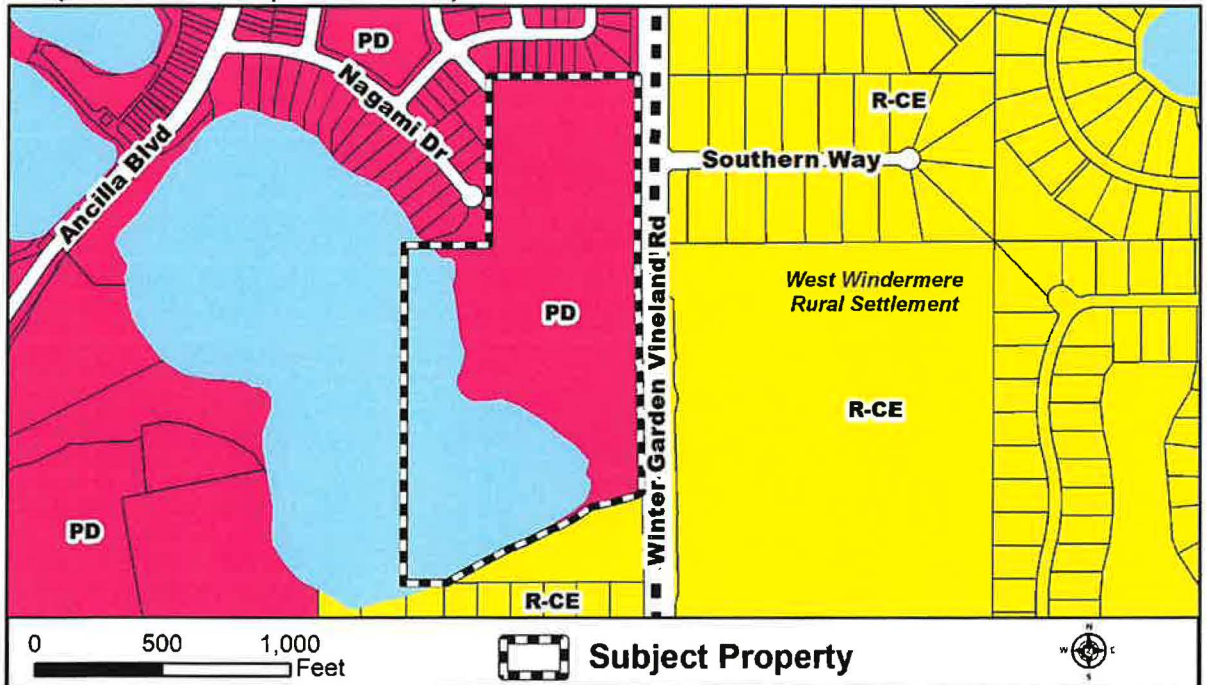 PD
Nagami Dr
R-CE
Ancilla Blvd
Southern Way
Winter Garden Vineland Rd
West Windermere
Rural Settlement
PD
R-CE
PD
R-CE
0 500 1,000
Feet
Subject Property
N
W E
S